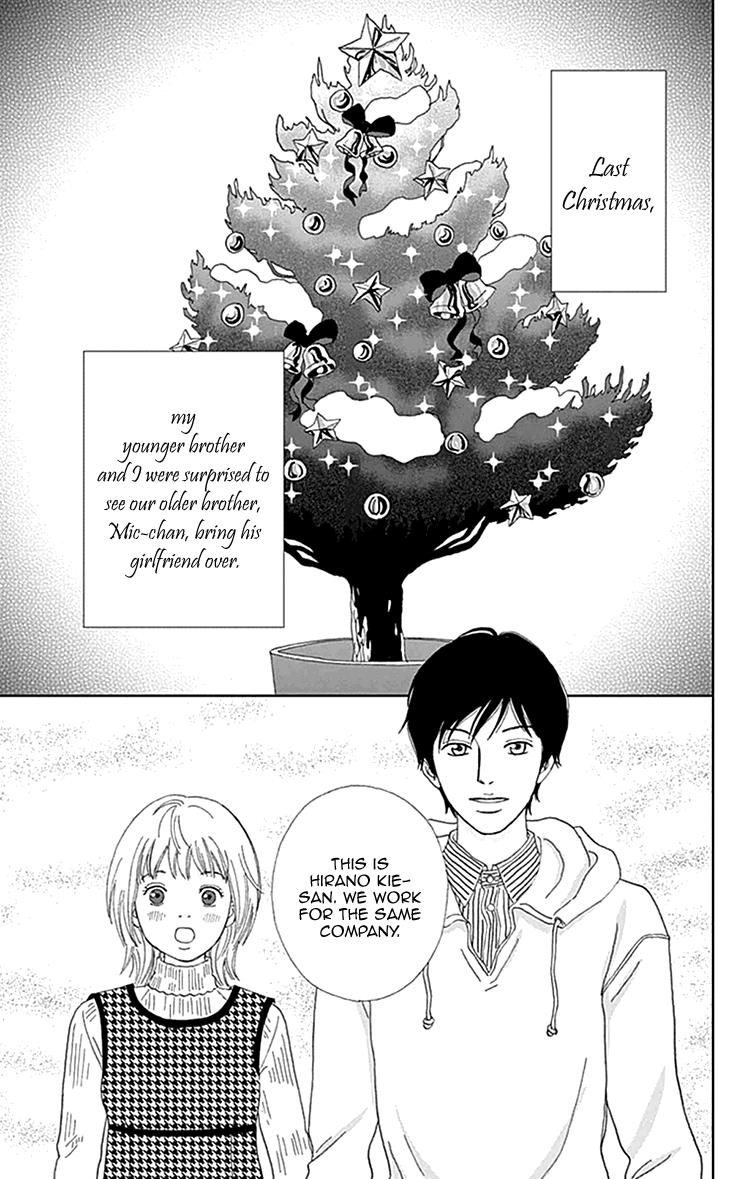 Last
Christmas,
my
younger brother
and I were surprised to
see our older brother,
Mic-chan, bring his
girlfriend over.
THIS IS
HIRANO KIE-
SAN. WE WORK
FOR THE SAME
COMPANY.